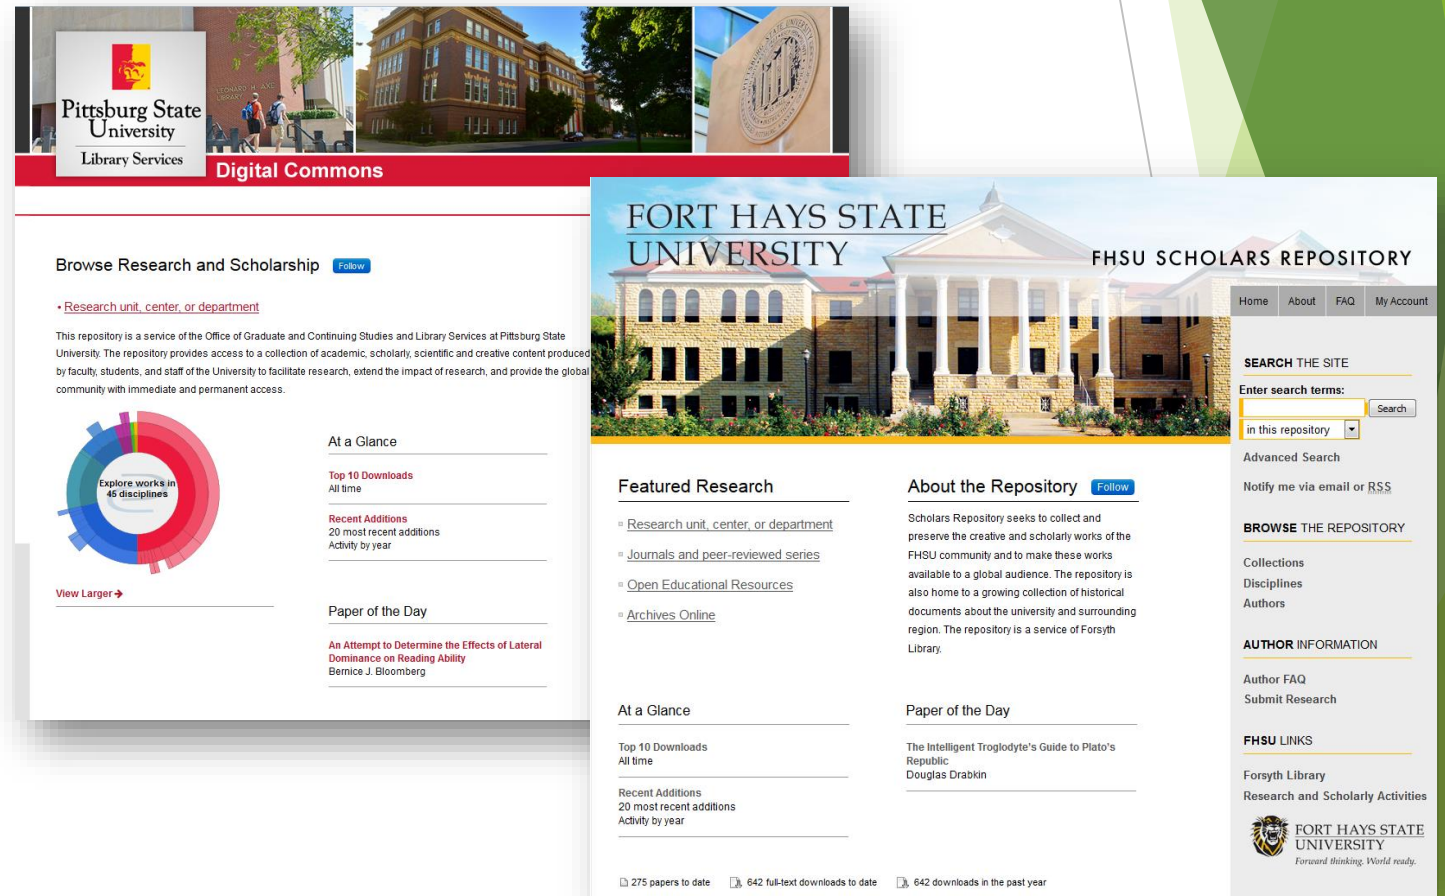 LEONARD H. AXE
LIBRARY
Pittsburg State
University
Library Services
Digital Commons
Browse Research and Scholarship
Follow
Research unit, center, or department
This repository is a service of the Office of Graduate and Continuing Studies and Library Services at Pittsburg State
University. The repository provides access to a collection of academic, scholarly, scientific and creative content produced
by faculty, students, and staff of the University to facilitate research, extend the impact of research, and provide the global
community with immediate and permanent access.
Explore works in
45 disciplines
View Larger
At a Glance
Top 10 Downloads
All time
Recent Additions
20 most recent additions
Activity by year
Paper of the Day
An Attempt to Determine the Effects of Lateral
Dominance on Reading Ability
Bernice J. Bloomberg
FORT HAYS STATE
UNIVERSITY
FHSU SCHOLARS REPOSITORY
Home About FAQ My Account
Featured Research
Research unit, center, or department
Journals and peer-reviewed series
Open Educational Resources
Archives Online
About the Repository
Follow
Scholars Repository seeks to collect and
preserve the creative and scholarly works of the
FHSU community and to make these works
available to a global audience. The repository is
also home to a growing collection of historical
documents about the university and surrounding
region. The repository is a service of Forsyth
Library.
At a Glance
Top 10 Downloads
All time
Recent Additions
20 most recent additions
Activity by year
Paper of the Day
The Intelligent Troglodyte's Guide to Plato's
Republic
Douglas Drabkin
275 papers to date 642 full-text downloads to date 642 downloads in the past year
SEARCH THE SITE
Enter search terms:
Search
in this repository
Advanced Search
Notify me via email or RSS
BROWSE THE REPOSITORY
Collections
Disciplines
Authors
AUTHOR INFORMATION
Author FAQ
Submit Research
FHSU LINKS
Forsyth Library
Research and Scholarly Activities
FORT HAYS STATE
UNIVERSITY
Forward thinking. World ready.